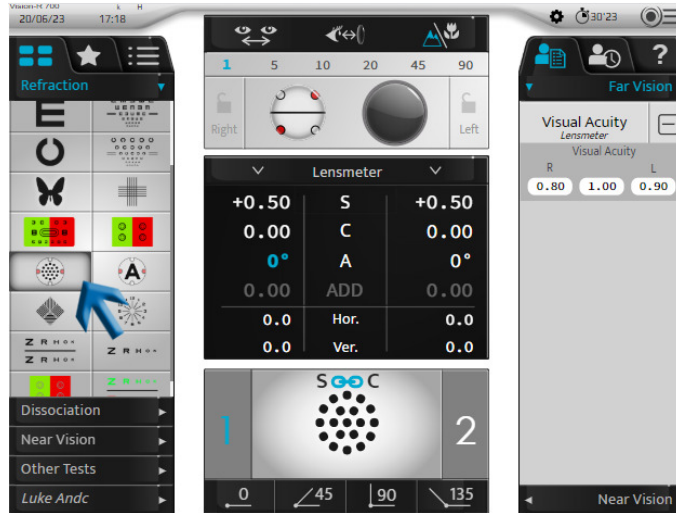 Vision-R 700
20/06/23 17:18
L H
30'23
Refraction
1 5 10 20 45 90
Right
Left
Far Vision
Visual Acuity
Lensmeter
Visual Acuity
R L
0.80 1.00 0.90
Lensmeter
+0.50 S +0.50
0.00 C 0.00
0° A 0°
0.00 ADD 0.00
0.0 Hor. 0.0
0.0 Ver. 0.0
E
A
Z R H
Z R H
Z R H
S C
1 2
0 45 90 135
Dissociation
Near Vision
Other Tests
Luke Andc
Near Vision
?